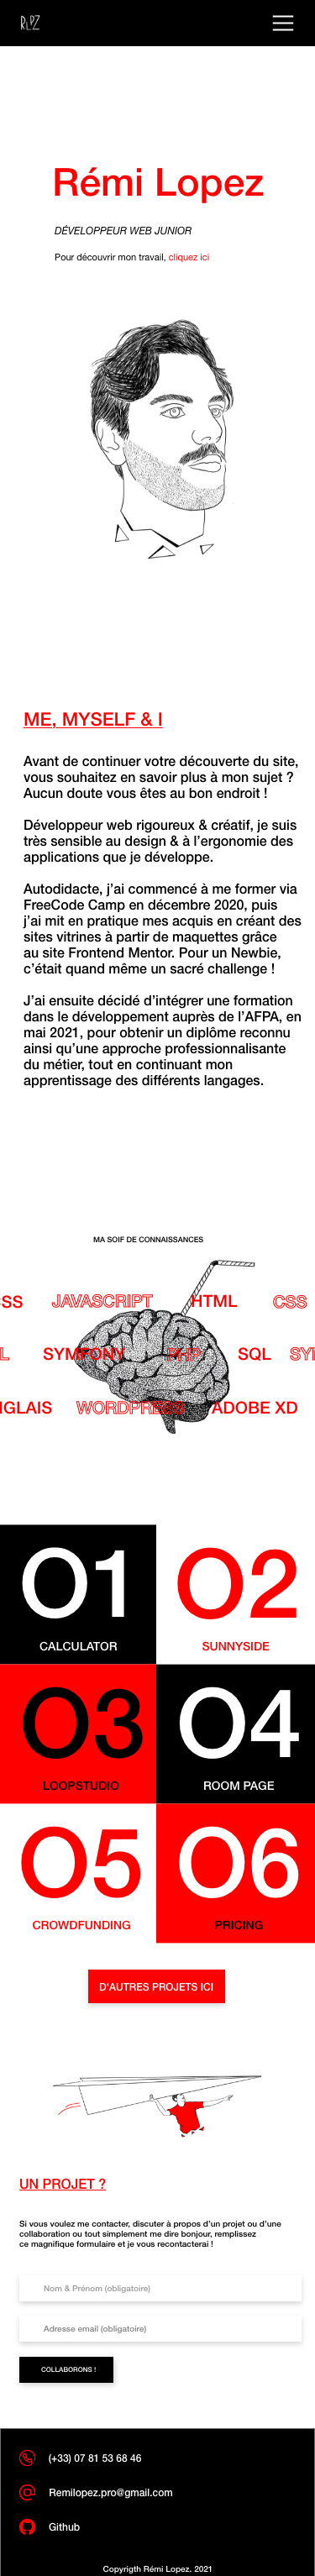 RLPZ
Rémi Lopez
DÉVELOPPEUR WEB JUNIOR
Pour découvrir mon travail, cliquez ici
ME, MYSELF & I
Avant de continuer votre découverte du site,
vous souhaitez en savoir plus à mon sujet ?
Aucun doute vous êtes au bon endroit !
Développeur web rigoureux & créatif, je suis
très sensible au design & à l'ergonomie des
applications que je développe.
Autodidacte, j'ai commencé à me former via
FreeCode Camp en décembre 2020, puis
j'ai mit en pratique mes acquis en créant des
sites vitrines à partir de maquettes grâce
au site Frontend Mentor. Pour un Newbie,
c'était quand même un sacré challenge !
J'ai ensuite décidé d'intégrer une formation
dans le développement auprès de l'AFPA, en
mai 2021, pour obtenir un diplôme reconnu
ainsi qu'une approche professionnalisante
du métier, tout en continuant mon
apprentissage des différents langages.
MA SOIF DE CONNAISSANCES
SS JAVASCRIPT HTML CSS
L SYMFONY PHP SQL SY
IGLAIS WORDPRESS ADOBE XD
01 02
CALCULATOR SUNNYSIDE
03 04
LOOPSTUDIO ROOM PAGE
05 06
CROWDFUNDING PRICING
D'AUTRES PROJETS ICI
UN PROJET ?
Si vous voulez me contacter, discuter à propos d'un projet ou d'une
collaboration ou tout simplement me dire bonjour, remplissez
ce magnifique formulaire et je vous recontacterai !
Nom & Prénom (obligatoire)
Adresse email (obligatoire)
COLLABORONS !
(+33) 07 81 53 68 46
Remilopez.pro@gmail.com
Github
Copyrigth Rémi Lopez. 2021